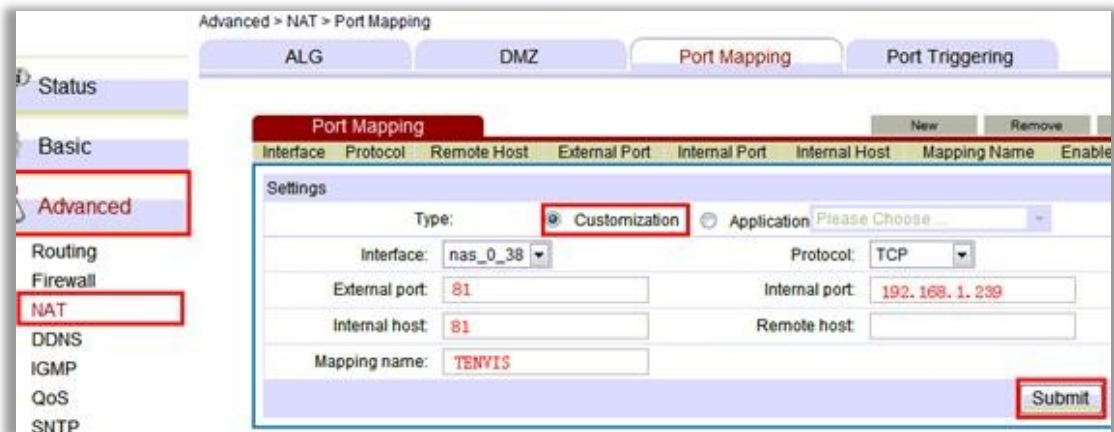 Advanced > NAT > Port Mapping
ALG DMZ Port Mapping Port Triggering
Status
Basic
Advanced
Routing
Firewall
NAT
DDNS
IGMP
QoS
SNTP
Port Mapping New Remove
Interface Protocol Remote Host External Port Internal Port Internal Host Mapping Name Enable
Settings
Type: Customization Application Please Choose...
Interface: nas_0_38 Protocol: TCP
External port: 81 Internal port: 192.168.1.239
Internal host: 81 Remote host:
Mapping name: TENVIS
Submit